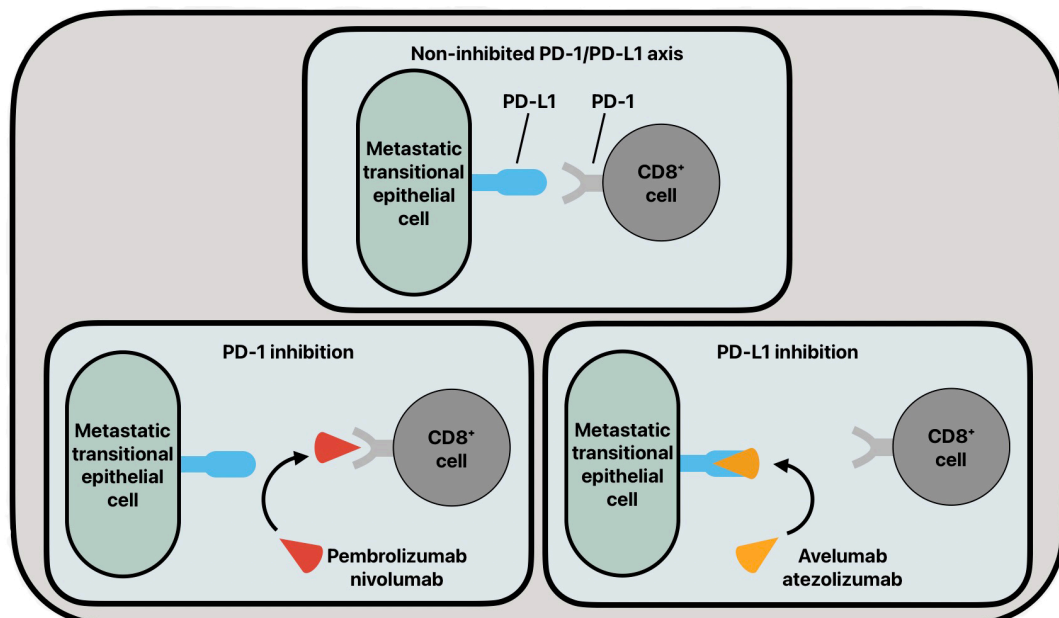 Non-inhibited PD-1/PD-L1 axis
PD-L1
PD-1
Metastatic
transitional
epithelial
cell
CD8⁺
cell
PD-1 inhibition
Metastatic
transitional
epithelial
cell
CD8⁺
cell
Pembrolizumab
nivolumab
PD-L1 inhibition
Metastatic
transitional
epithelial
cell
CD8⁺
cell
Avelumab
atezolizumab